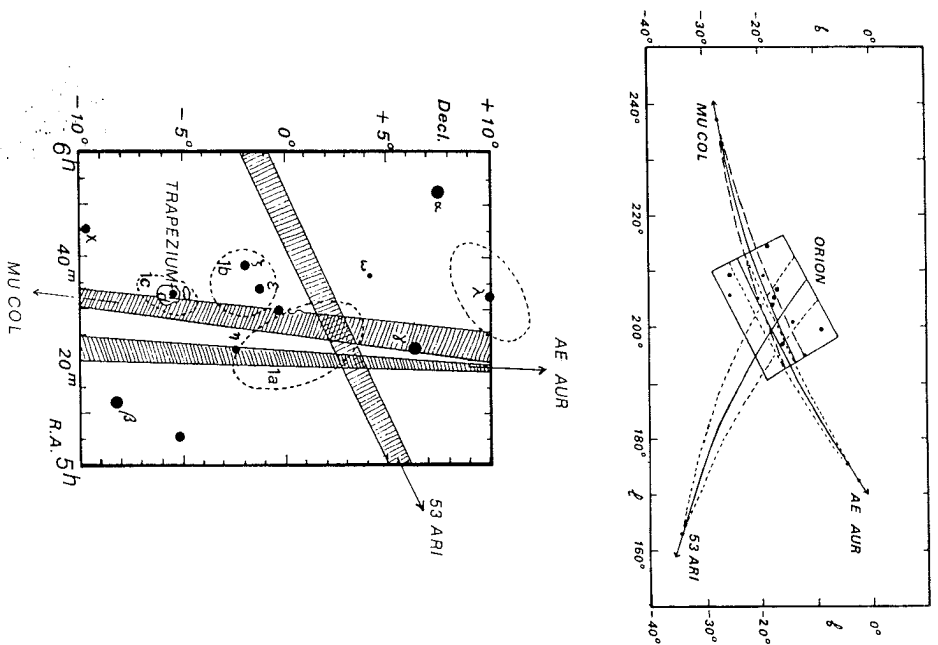 −40° −30° −20° 0°
b
240°
220°
200°
180°
160°
l
MU COL
ORION
AE AUR
53 ARI
−40° −30° −20° 0°
b
+10°
Decl.
+5°
0°
−5°
−10°
6h
40m
20m
R.A. 5h
α
λ
ε
γ
ζ
ε
1b
η
1a
TRAPEZIUM
1c
κ
β
AE AUR
53 ARI
MU COL